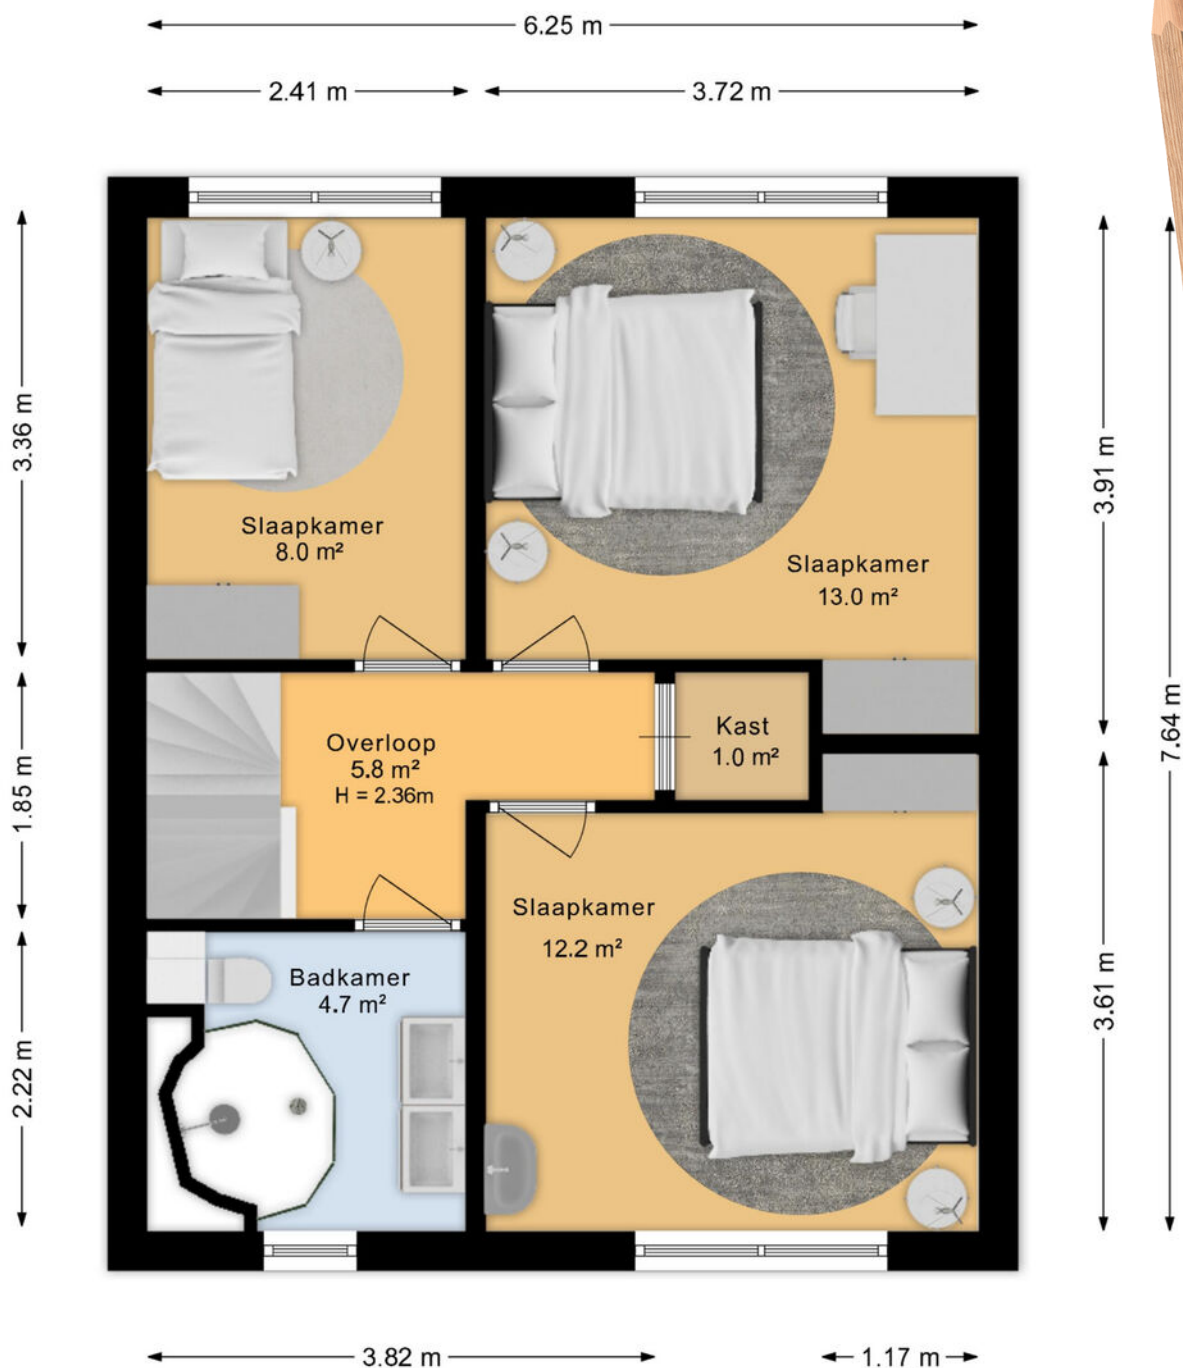 6.25 m
2.41 m
3.72 m
3.36 m
1.85 m
2.22 m
Slaapkamer
8.0 m²
Slaapkamer
13.0 m²
Overloop
5.8 m²
H = 2.36m
Kast
1.0 m²
Slaapkamer
12.2 m²
Badkamer
4.7 m²
3.91 m
3.61 m
7.64 m
3.82 m
1.17 m